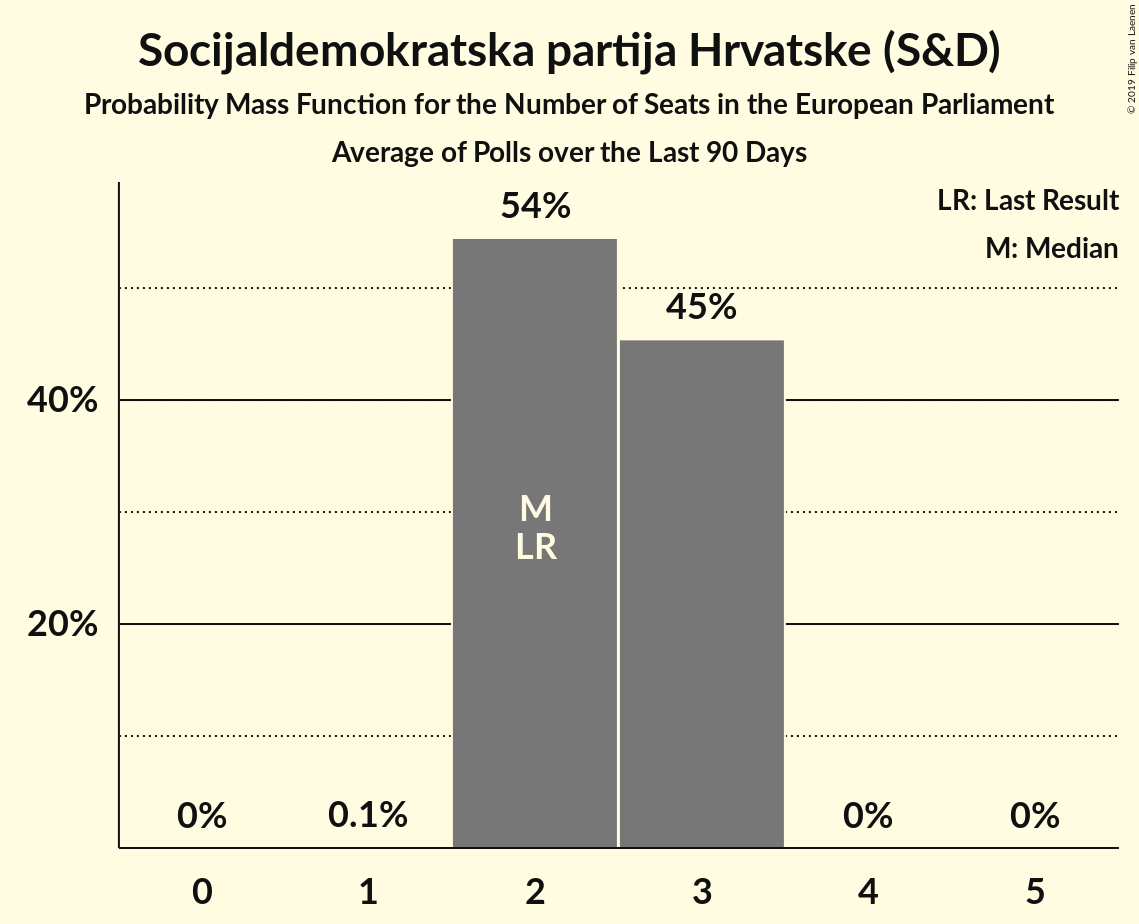 Socijaldemokratska partija Hrvatske (S&D)
Probability Mass Function for the Number of Seats in the European Parliament
Average of Polls over the Last 90 Days
© 2019 Filip van Laenen
LR: Last Result
M: Median
54%
45%
40%
M
LR
20%
0%
0.1%
0%
0%
0
1
2
3
4
5